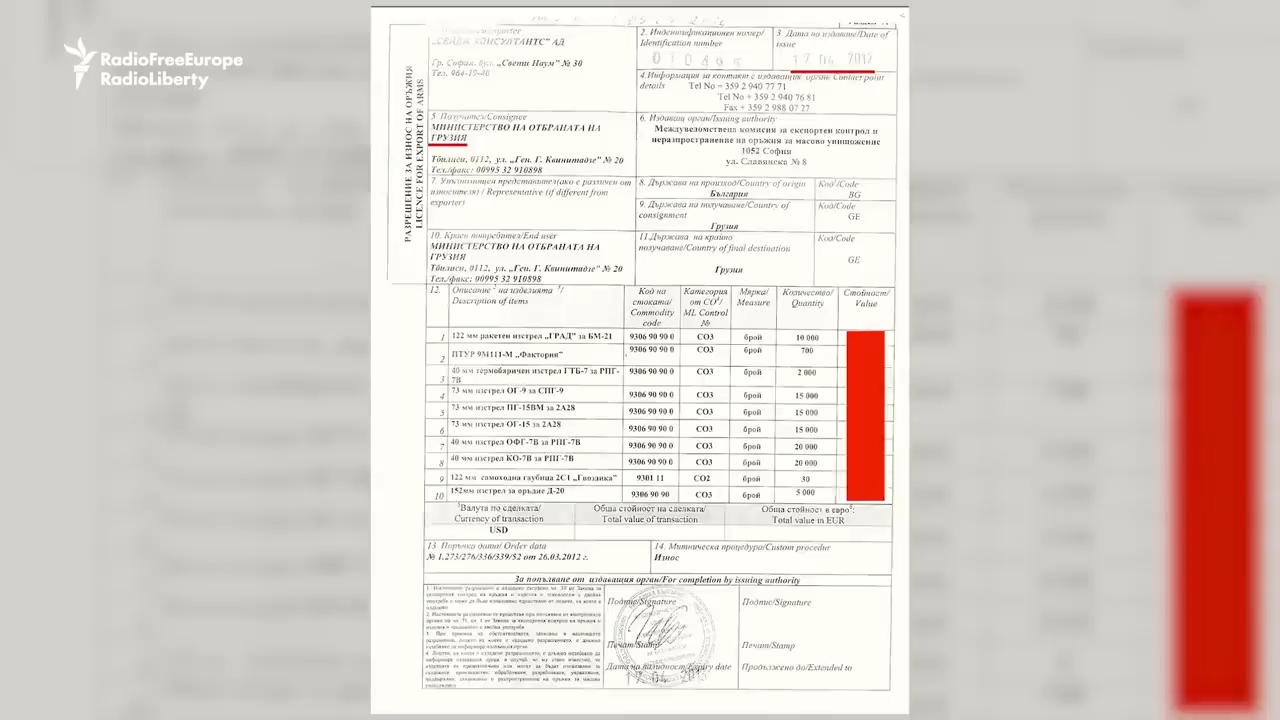 RadioFreeEurope
RadioLiberty
РАЗРЕШЕНИЕ ЗА ИЗНОС НА ОРЪЖИЯ
LICENCE FOR EXPORT OF ARMS
КОНСУЛТАНТС" АД
Гр. София, бул. „Свети Наум" № 30
Тел. 964-19-40
2. Инденентификационен номер/
Identification number
010495
3. Дата на издаване/Date of
issue
17 04 2012
4.Информация за контакт с издаващия орган/Contact point
details
Tel No + 359 2 940 77 71
Tel No + 359 2 940 76 81
Fax + 359 2 988 07 27
5. Получател/Consignee
МИНИСТЕРСТВО НА ОТБРАНАТА НА
ГРУЗИЯ
Тбилиси, 0112, ул. „Ген. Г. Квинитадзе" № 20
Тел./факс: 00995 32 910898
6. Издаващ орган/Issuing authority
Междуведомствена комисия за експортен контрол и
неразпространение на оръжия за масово унищожение
1052 София
ул. Славянска № 8
7. Упълномощен представител(ако е различен от
износителя) / Representative (if different from
exporter)
8. Държава на произход/Country of origin
България
Код/Code
BG
9. Държава на получаване/Country of
consignment
Грузия
Код/Code
GE
10. Краен потребител/End user
МИНИСТЕРСТВО НА ОТБРАНАТА НА
ГРУЗИЯ
Тбилиси, 0112, ул. „Ген. Г. Квинитадзе" № 20
Тел./факс: 00995 32 910898
11.Държава на крайно
получаване/Country of final destination
Грузия
Код/Code
GE
12. Описание на изделията
Description of items
Код на
стоката/
Commodity
code
Категория
от СО
ML Control
№
Мярка/
Measure
Количество/
Quantity
Стойност/
Value
1 122 мм ракетен изстрел „ГРАД" за БМ-21 9306 90 90 0 СО3 брой 10 000
2 ПТУР 9М111-М „Фактория" 9306 90 90 0 СО3 брой 700
3 40 мм термобаричен изстрел ГТБ-7 за РПГ-
7В 9306 90 90 0 СО3 брой 2 000
4 73 мм изстрел ОГ-9 за СПГ-9 9306 90 90 0 СО3 брой 15 000
5 73 мм изстрел ПГ-15ВМ за 2А28 9306 90 90 0 СО3 брой 15 000
6 73 мм изстрел ОГ-15 за 2А28 9306 90 90 0 СО3 брой 15 000
7 40 мм изстрел ОФГ-7В за РПГ-7В 9306 90 90 0 СО3 брой 20 000
8 40 мм изстрел КО-7В за РПГ-7В 9306 90 90 0 СО3 брой 20 000
9 122 мм самоходна гаубица 2С1 „Гвоздика" 9301 11 СО2 брой 30
10 152мм изстрел за оръдие Д-20 9306 90 90 СО3 брой 5 000
Валута по сделката/
Currency of transaction
USD
Обща стойност на сделката/
Total value of transaction
Обща стойност в евро
Total value in EUR
13 Поръчка дата/ Order data
№ 1.273/276/336/339/52 от 26.03.2012 г.
14. Митническа процедура/Custom procedur
Износ
За попълване от издаващия орган/For completion by issuing authority
Подпис/Signature
Подпис/Signature
Печат/Stamp
Печат/Stamp
Дата на валидност/Expiry date
Продължено до/Extended to